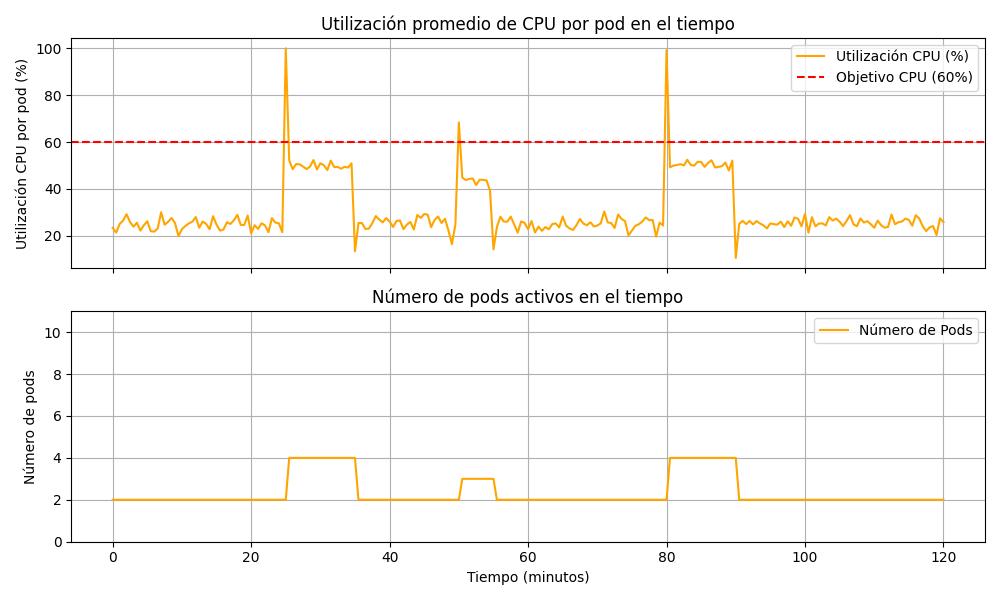 Utilización promedio de CPU por pod en el tiempo
Utilización CPU por pod (%)
100
80
60
40
20
Utilización CPU (%)
Objetivo CPU (60%)
Número de pods activos en el tiempo
Número de pods
10
8
6
4
2
0
Número de Pods
0 20 40 60 80 100 120
Tiempo (minutos)